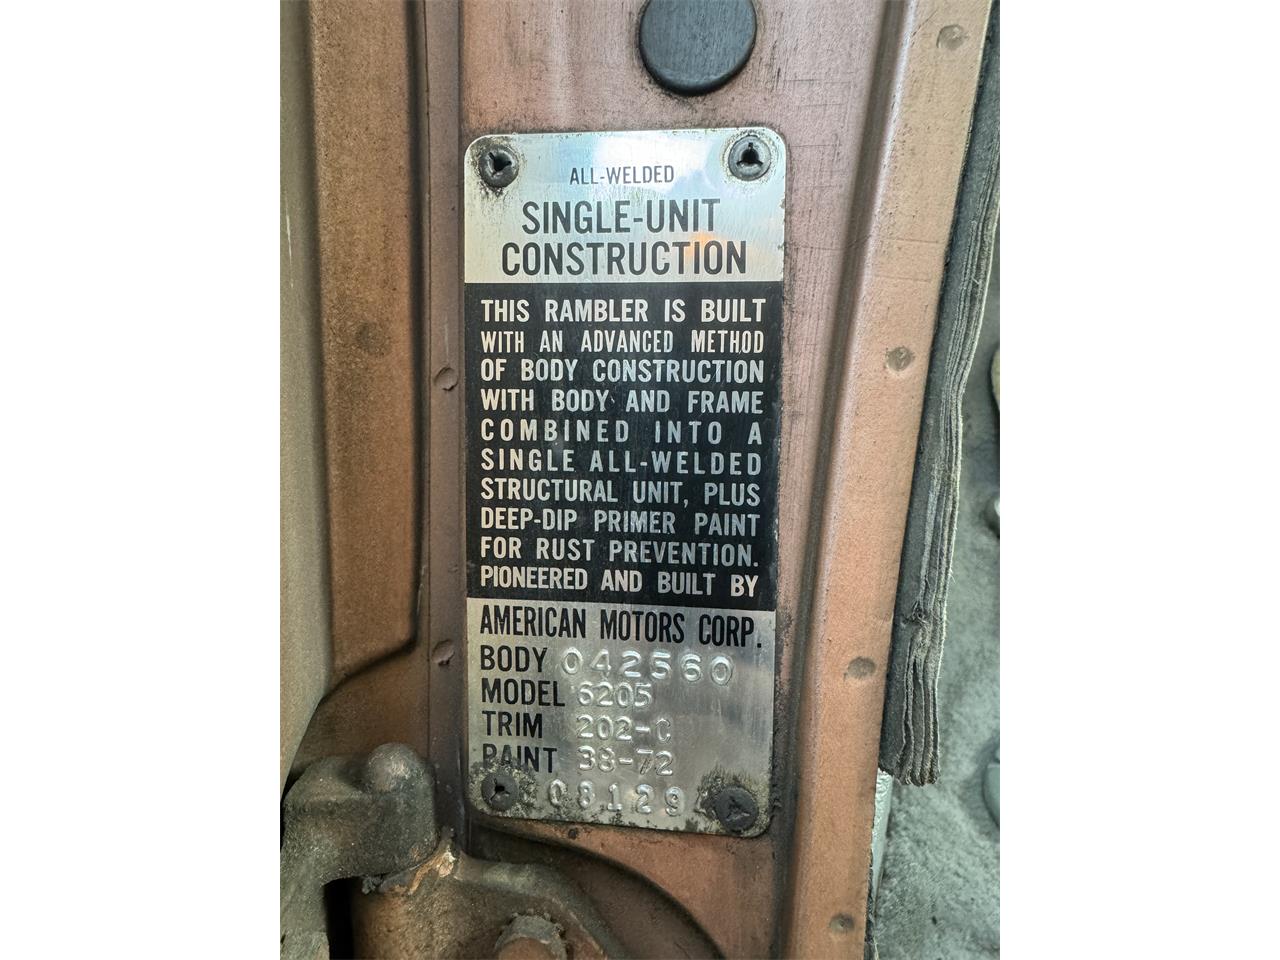 ALL-WELDED
SINGLE-UNIT
CONSTRUCTION
THIS RAMBLER IS BUILT
WITH AN ADVANCED METHOD
OF BODY CONSTRUCTION
WITH BODY AND FRAME
COMBINED INTO A
SINGLE ALL-WELDED
STRUCTURAL UNIT, PLUS
DEEP-DIP PRIMER PAINT
FOR RUST PREVENTION.
PIONEERED AND BUILT BY
AMERICAN MOTORS CORP.
BODY 042560
MODEL 6205
TRIM 202-C
PAINT 38-72
081294